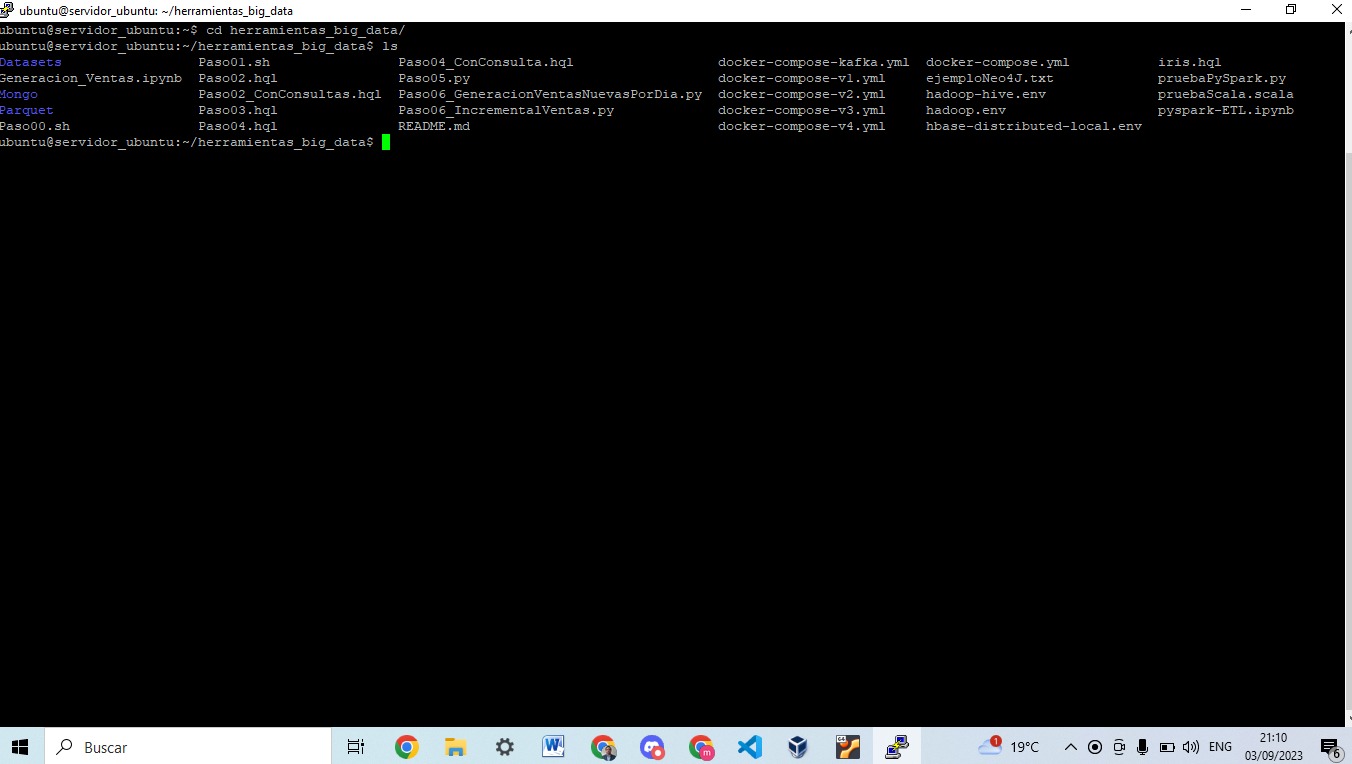 ubuntu@servidor_ubuntu: ~/herramientas_big_data
ubuntu@servidor_ubuntu:~$ cd herramientas_big_data/
ubuntu@servidor_ubuntu:~/herramientas_big_data$ ls
Datasets Paso01.sh Paso04_ConConsulta.hql docker-compose-kafka.yml docker-compose.yml iris.hql
Generacion_Ventas.ipynb Paso02.hql Paso05.py docker-compose-v1.yml ejemploNeo4J.txt pruebaPySpark.py
Mongo Paso02_ConConsultas.hql Paso06_GeneracionVentasNuevasPorDia.py docker-compose-v2.yml hadoop-hive.env pruebaScala.scala
Parquet Paso03.hql Paso06_IncrementalVentas.py docker-compose-v3.yml hadoop.env pyspark-ETL.ipynb
Paso00.sh Paso04.hql README.md docker-compose-v4.yml hbase-distributed-local.env
ubuntu@servidor_ubuntu:~/herramientas_big_data$
Buscar 1 19°C ENG 21:10
03/09/2023 6